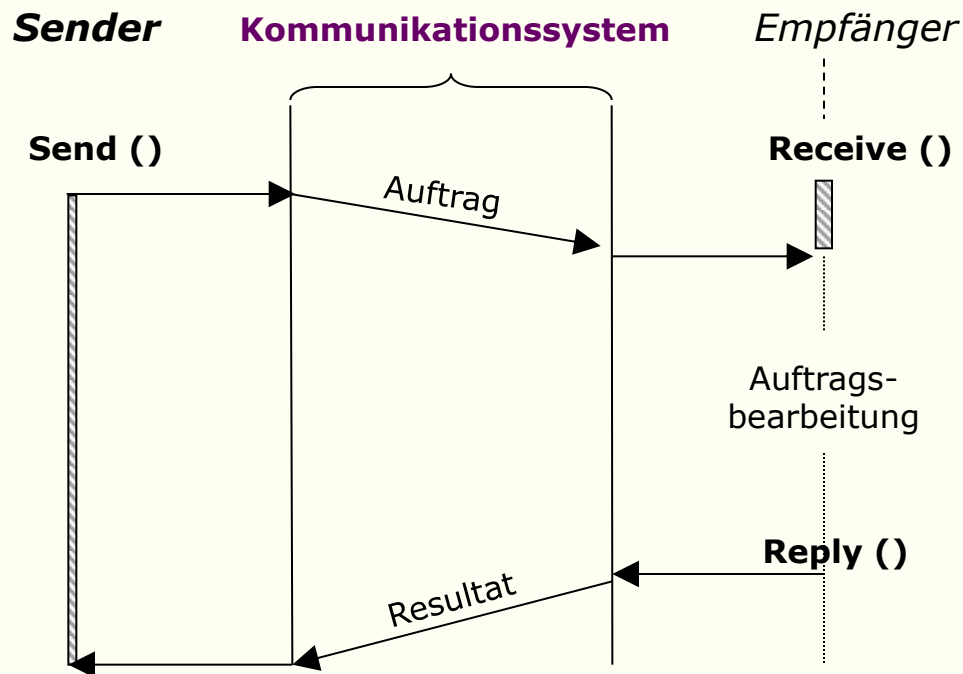 Sender Kommunikationssystem Empfänger
Send () Receive ()
Auftrag
Auftrags-
bearbeitung
Reply ()
Resultat